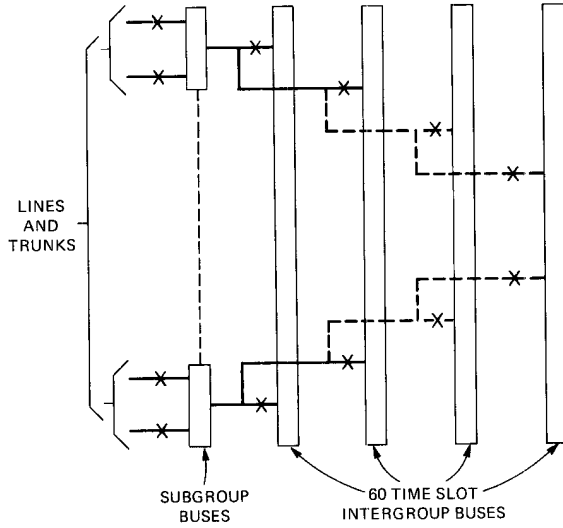 LINES
AND
TRUNKS
SUBGROUP
BUSES
60 TIME SLOT
INTERGROUP BUSES